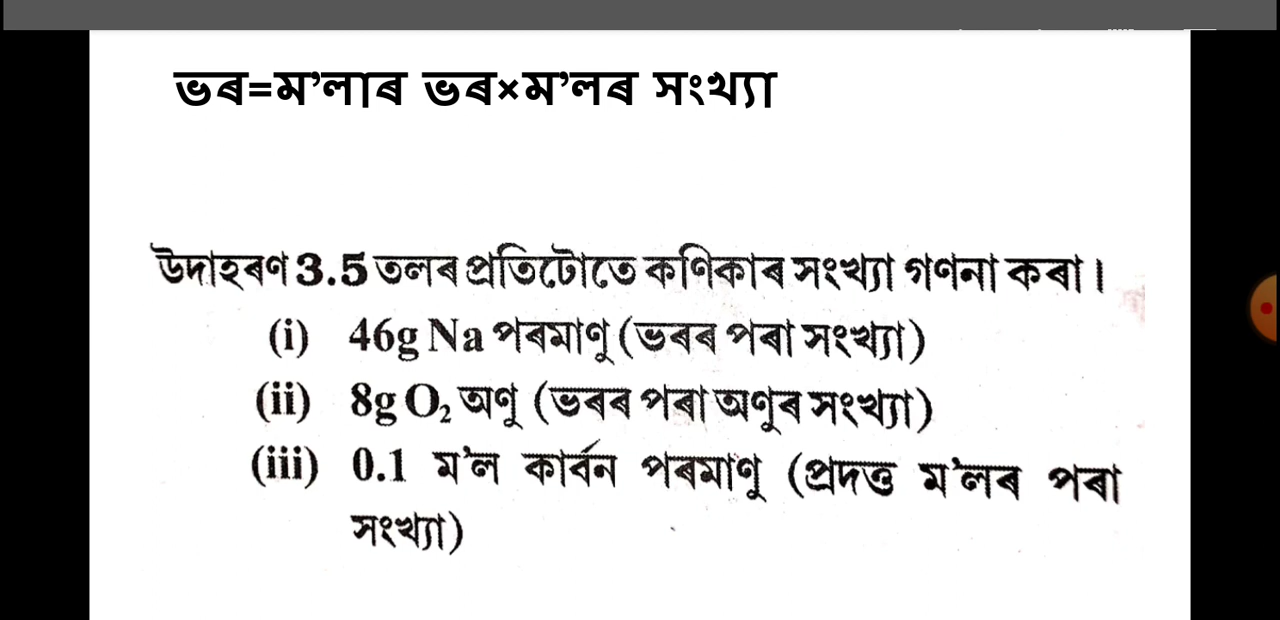 ভৰ=ম’লাৰ ভৰ×ম’লৰ সংখ্যা
উদাহৰণ 3.5 তলৰ প্ৰতিটোতে কণিকাৰ সংখ্যা গণনা কৰা।
(i) 46g Na পৰমাণু (ভৰৰ পৰা সংখ্যা)
(ii) 8g O₂ অণু (ভৰৰ পৰা অণুৰ সংখ্যা)
(iii) 0.1 ম'ল কাৰ্বন পৰমাণু (প্ৰদত্ত ম'লৰ পৰা
সংখ্যা)